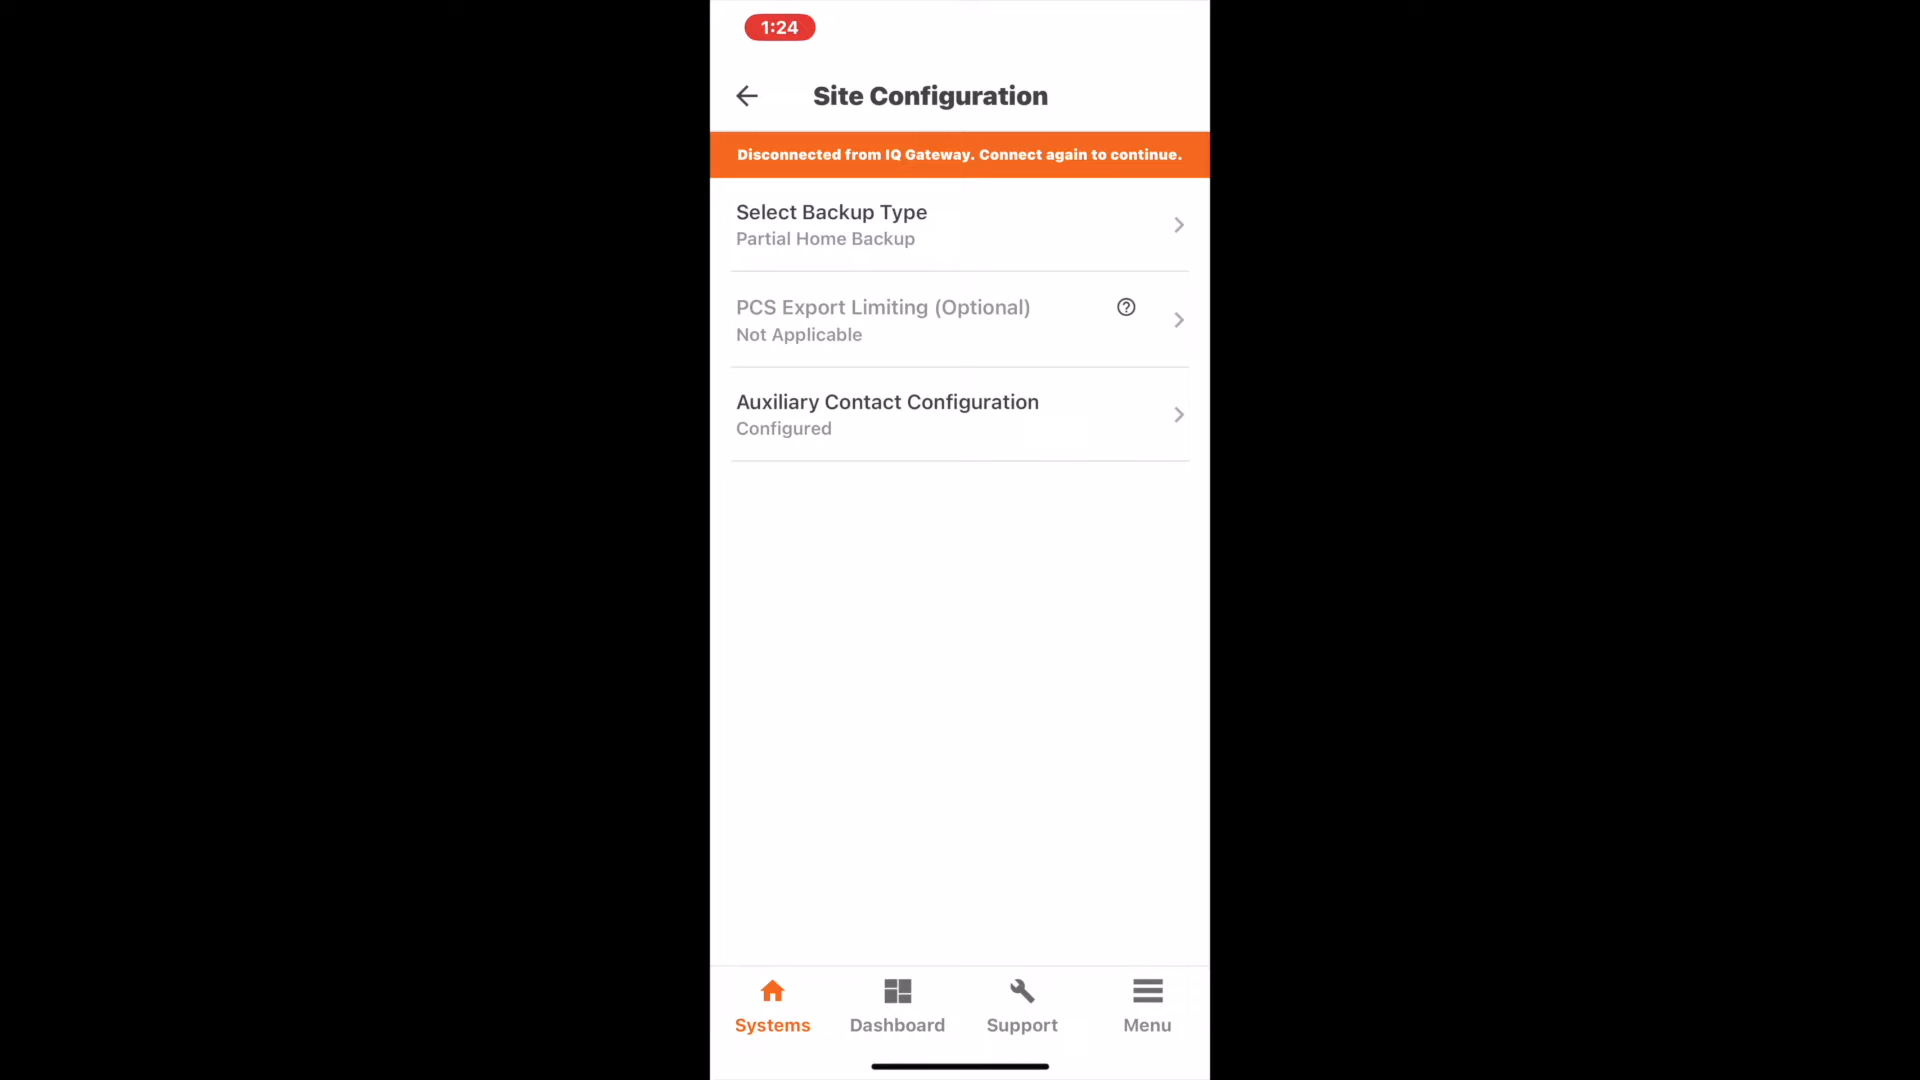 1:24
Site Configuration
Disconnected from IQ Gateway. Connect again to continue.
Select Backup Type
Partial Home Backup
PCS Export Limiting (Optional)
Not Applicable
Auxiliary Contact Configuration
Configured
Systems
Dashboard
Support
Menu